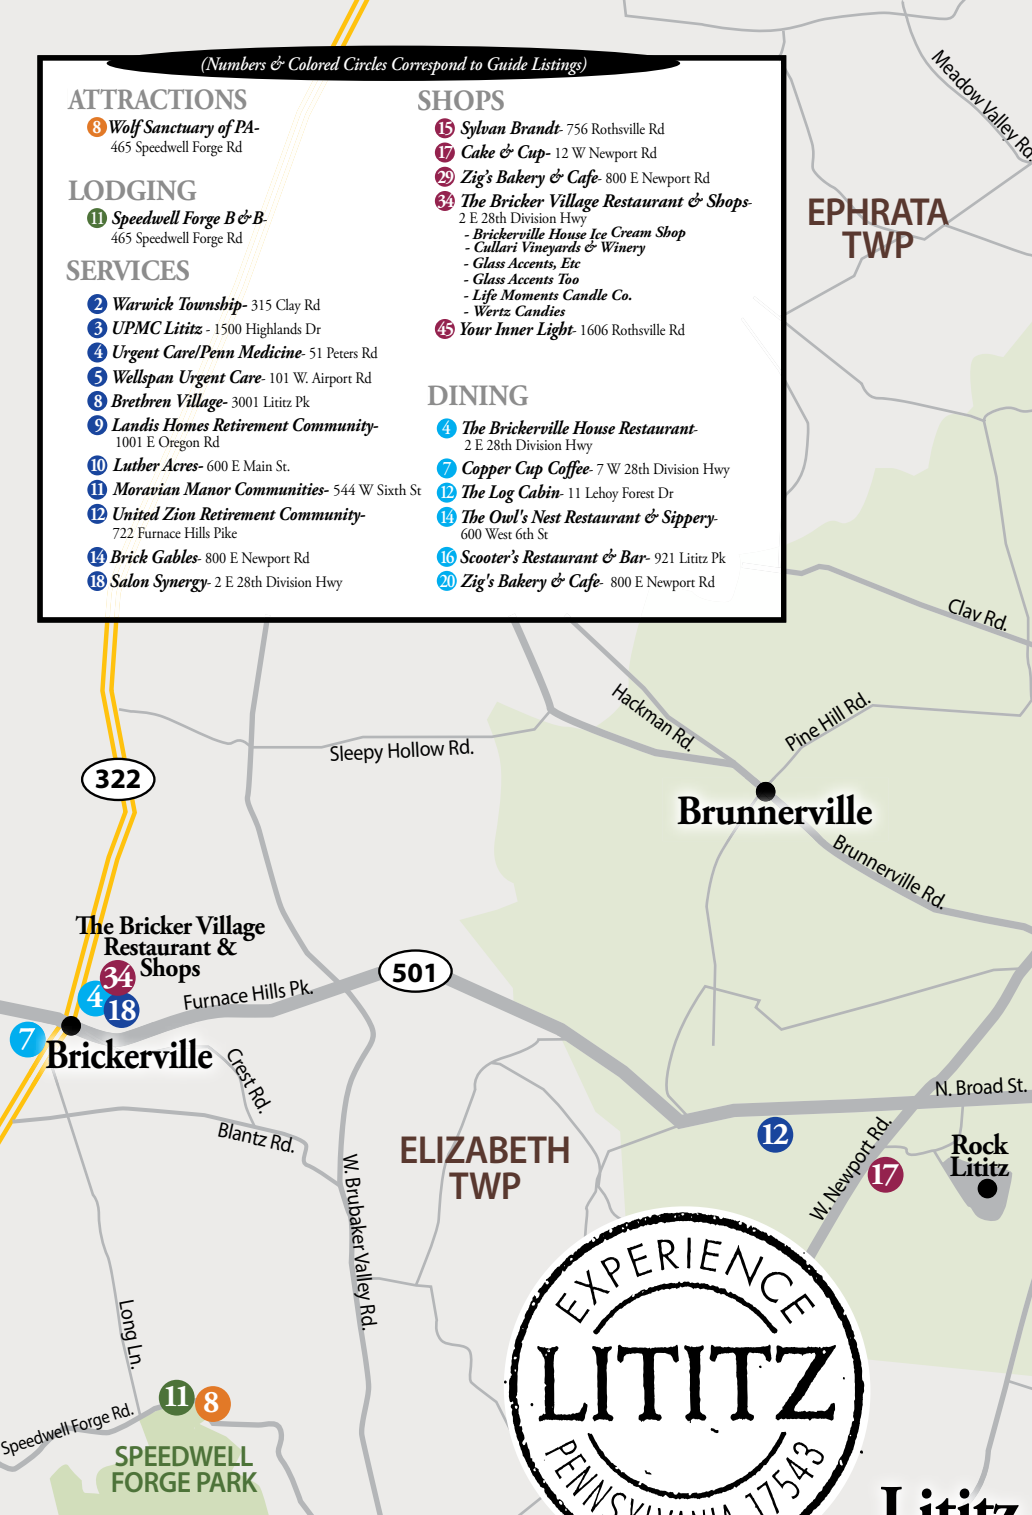 (Numbers & Colored Circles Correspond to Guide Listings)
ATTRACTIONS
8 Wolf Sanctuary of PA-
465 Speedwell Forge Rd
LODGING
11 Speedwell Forge B & B-
465 Speedwell Forge Rd
SERVICES
2 Warwick Township- 315 Clay Rd
3 UPMC Lititz - 1500 Highlands Dr
4 Urgent Care/Penn Medicine- 51 Peters Rd
5 Wellspan Urgent Care- 101 W. Airport Rd
8 Brethren Village- 3001 Lititz Pk
9 Landis Homes Retirement Community-
1001 E Oregon Rd
10 Luther Acres- 600 E Main St.
11 Moravian Manor Communities- 544 W Sixth St
12 United Zion Retirement Community-
722 Furnace Hills Pike
14 Brick Gables- 800 E Newport Rd
18 Salon Synergy- 2 E 28th Division Hwy
SHOPS
15 Sylvan Brandt- 756 Rothsville Rd
17 Cake & Cup- 12 W Newport Rd
29 Zig's Bakery & Cafe- 800 E Newport Rd
34 The Bricker Village Restaurant & Shops-
2 E 28th Division Hwy
- Brickerville House Ice Cream Shop
- Cullari Vineyards & Winery
- Glass Accents, Etc
- Glass Accents Too
- Life Moments Candle Co.
- Wertz Candies
45 Your Inner Light- 1606 Rothsville Rd
DINING
4 The Brickerville House Restaurant-
2 E 28th Division Hwy
7 Copper Cup Coffee- 7 W 28th Division Hwy
12 The Log Cabin- 11 Lehoy Forest Dr
14 The Owl's Nest Restaurant & Sippery-
600 West 6th St
16 Scooter's Restaurant & Bar- 921 Lititz Pk
20 Zig's Bakery & Cafe- 800 E Newport Rd
Meadow Valley Rd.
EPHRATA
TWP
Clay Rd.
Hackman Rd.
Pine Hill Rd.
Sleepy Hollow Rd.
322
Brunnerville
Brunnerville Rd.
The Bricker Village
Restaurant &
Shops
34
4
18
7
Brickerville
Furnace Hills Pk.
501
Crest Rd.
Blantz Rd.
N. Broad St.
12
W. Newport Rd.
17
Rock
Lititz
ELIZABETH
TWP
W. Brubaker Valley Rd.
Long Ln.
11
8
Speedwell Forge Rd.
SPEEDWELL
FORGE PARK
EXPERIENCE
LITITZ
PENNSYLVANIA 17543
Lititz